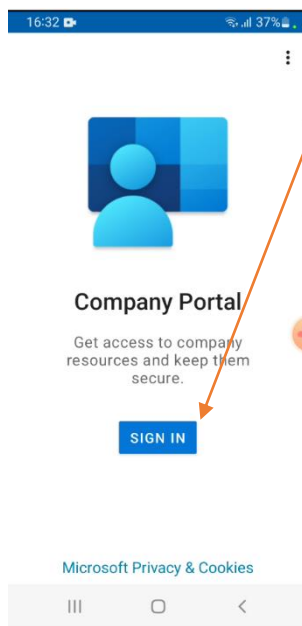 16:32 37%
Company Portal
Get access to company
resources and keep them
secure.
SIGN IN
Microsoft Privacy & Cookies